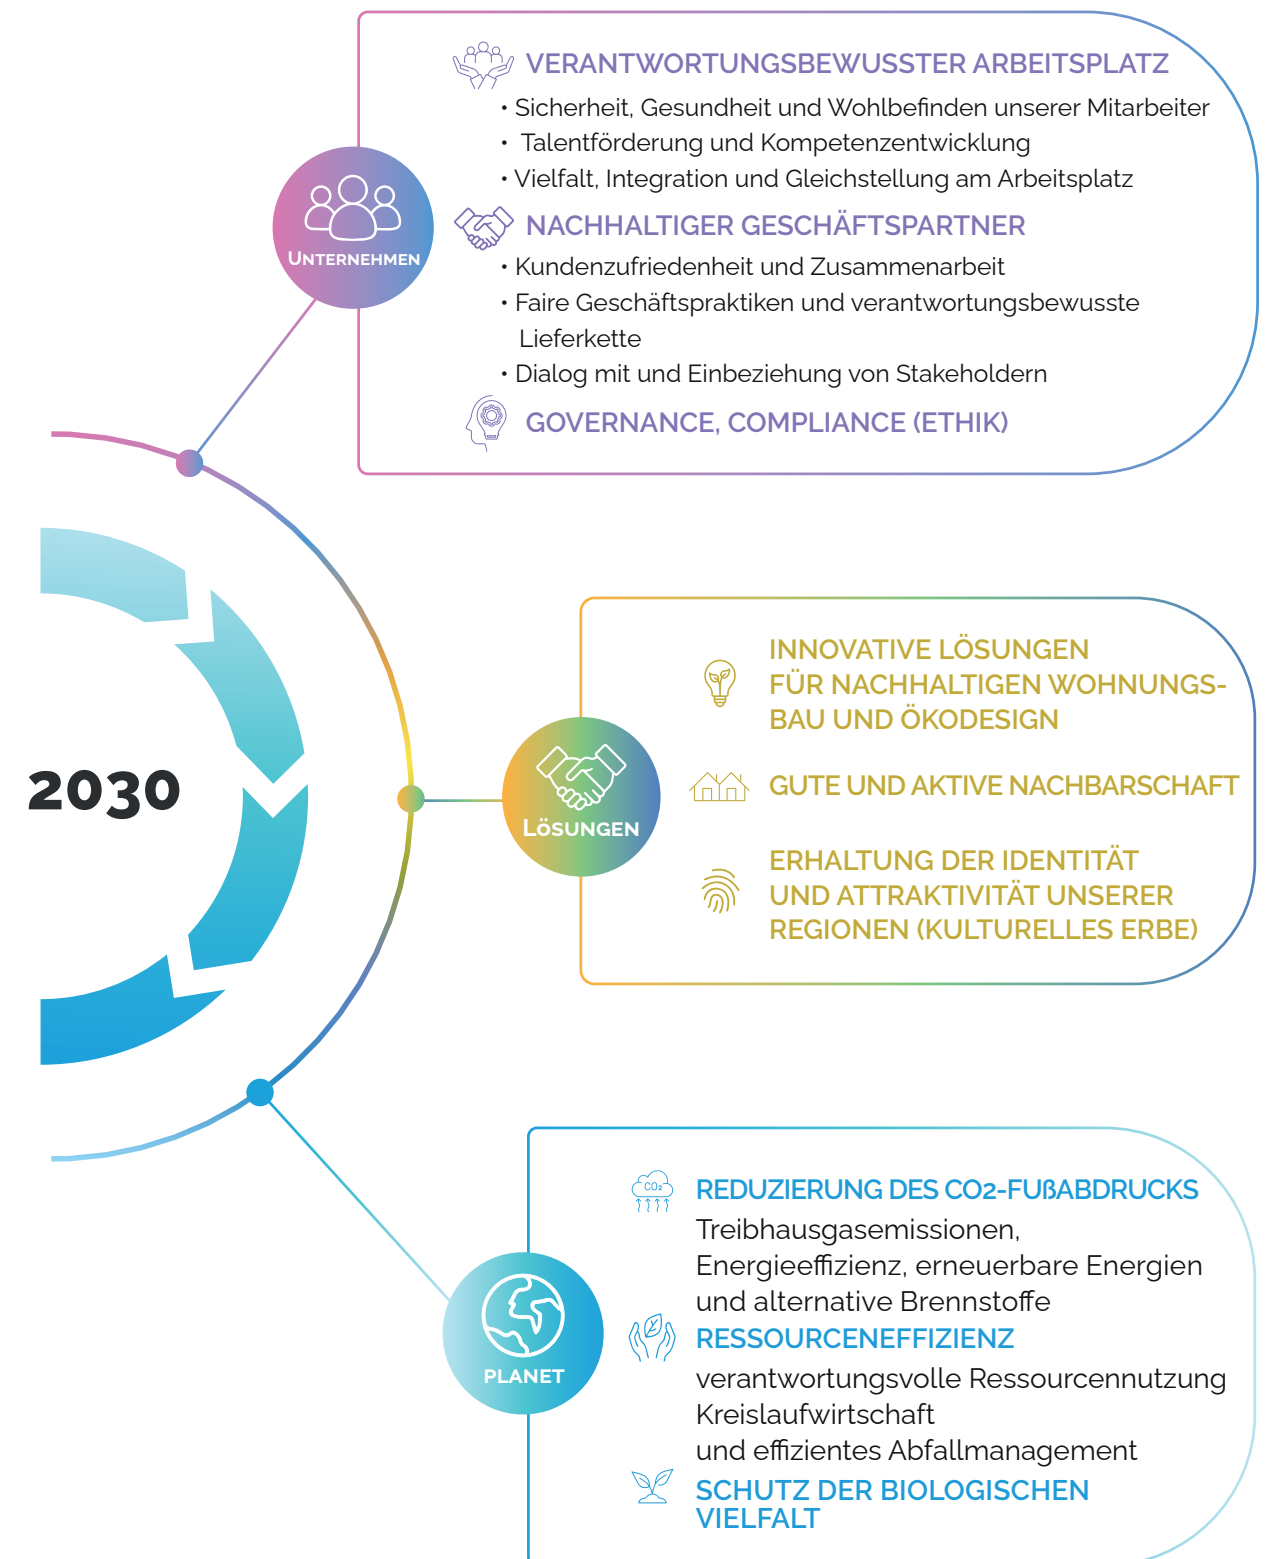 VERANTWORTUNGSBEWUSSTER ARBEITSPLATZ
• Sicherheit, Gesundheit und Wohlbefinden unserer Mitarbeiter
• Talentförderung und Kompetenzentwicklung
• Vielfalt, Integration und Gleichstellung am Arbeitsplatz
UNTERNEHMEN
NACHHALTIGER GESCHÄFTSPARTNER
• Kundenzufriedenheit und Zusammenarbeit
• Faire Geschäftspraktiken und verantwortungsbewusste
Lieferkette
• Dialog mit und Einbeziehung von Stakeholdern
GOVERNANCE, COMPLIANCE (ETHIK)
2030
LÖSUNGEN
INNOVATIVE LÖSUNGEN
FÜR NACHHALTIGEN WOHNUNGS-
BAU UND ÖKODESIGN
GUTE UND AKTIVE NACHBARSCHAFT
ERHALTUNG DER IDENTITÄT
UND ATTRAKTIVITÄT UNSERER
REGIONEN (KULTURELLES ERBE)
PLANET
CO2
REDUZIERUNG DES CO2-FUßABDRUCKS
Treibhausgasemissionen,
Energieeffizienz, erneuerbare Energien
und alternative Brennstoffe
RESSOURCENEFFIZIENZ
verantwortungsvolle Ressourcennutzung
Kreislaufwirtschaft
und effizientes Abfallmanagement
SCHUTZ DER BIOLOGISCHEN
VIELFALT